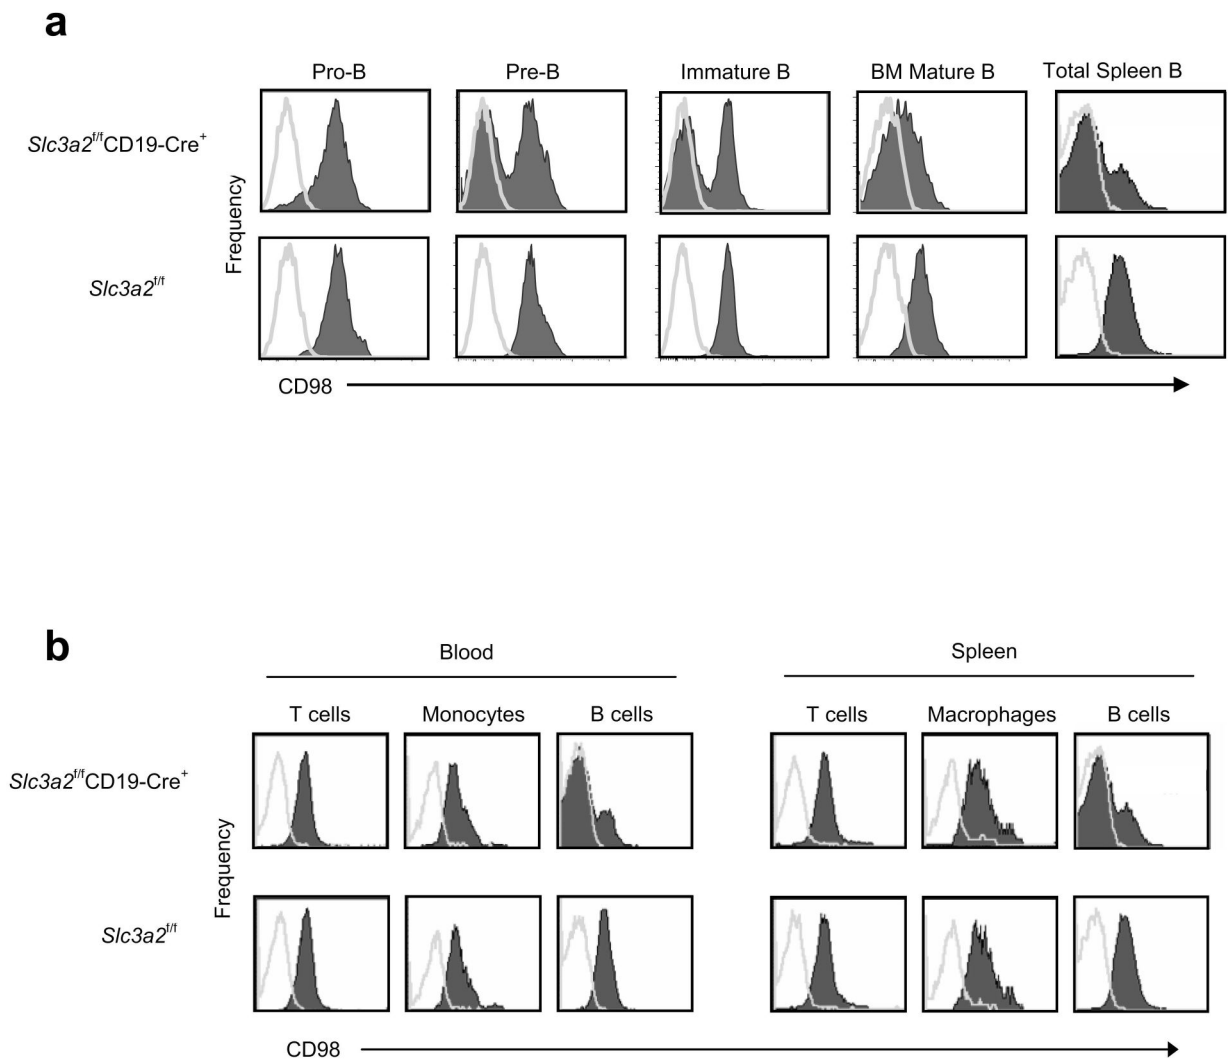 a
Pro-B Pre-B Immature B BM Mature B Total Spleen B
Slc3a2f/fCD19-Cre+
Frequency
Slc3a2f/f
CD98
b
Blood Spleen
T cells Monocytes B cells T cells Macrophages B cells
Slc3a2f/fCD19-Cre+
Frequency
Slc3a2f/f
CD98